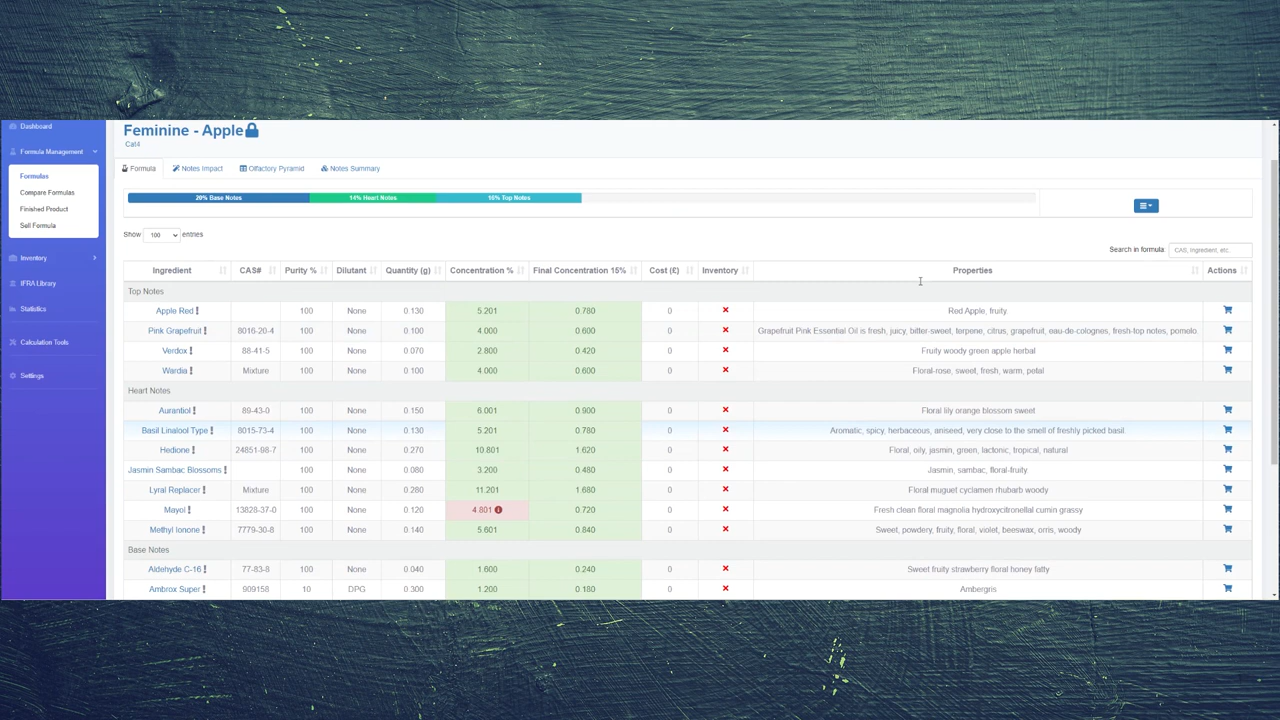 Dashboard
Formula Management
Formulas
Compare Formulas
Finished Product
Sell Formula
Inventory
IFRA Library
Statistics
Calculation Tools
Settings
Feminine - Apple
Cat4
Formula Notes Impact Olfactory Pyramid Notes Summary
20% Base Notes 14% Heart Notes 16% Top Notes
Show 100 entries
Search in formula: CAS, Ingredient, etc.
Ingredient CAS# Purity % Dilutant Quantity (g) Concentration % Final Concentration 15% Cost (£) Inventory Properties Actions
Top Notes
Apple Red 100 None 0.130 5.201 0.780 0 Red Apple, fruity.
Pink Grapefruit 8016-20-4 100 None 0.100 4.000 0.600 0 Grapefruit Pink Essential Oil is fresh, juicy, bitter-sweet, terpene, citrus, grapefruit, eau-de-colognes, fresh-top notes, pomelo.
Verdox 88-41-5 100 None 0.070 2.800 0.420 0 Fruity woody green apple herbal
Wardia Mixture 100 None 0.100 4.000 0.600 0 Floral-rose, sweet, fresh, warm, petal
Heart Notes
Aurantiol 89-43-0 100 None 0.150 6.001 0.900 0 Floral lily orange blossom sweet
Basil Linalool Type 8015-73-4 100 None 0.130 5.201 0.780 0 Aromatic, spicy, herbaceous, aniseed, very close to the smell of freshly picked basil.
Hedione 24851-98-7 100 None 0.270 10.801 1.620 0 Floral, oily, jasmin, green, lactonic, tropical, natural
Jasmin Sambac Blossoms 100 None 0.080 3.200 0.480 0 Jasmin, sambac, floral-fruity.
Lyral Replacer Mixture 100 None 0.280 11.201 1.680 0 Floral muguet cyclamen rhubarb woody
Mayol 13828-37-0 100 None 0.120 4.801 0.720 0 Fresh clean floral magnolia hydroxycitronellal cumin grassy
Methyl Ionone 7779-30-8 100 None 0.140 5.601 0.840 0 Sweet, powdery, fruity, floral, violet, beeswax, orris, woody
Base Notes
Aldehyde C-16 77-83-8 100 None 0.040 1.600 0.240 0 Sweet fruity strawberry floral honey fatty
Ambrox Super 909158 10 DPG 0.300 1.200 0.180 0 Ambergris